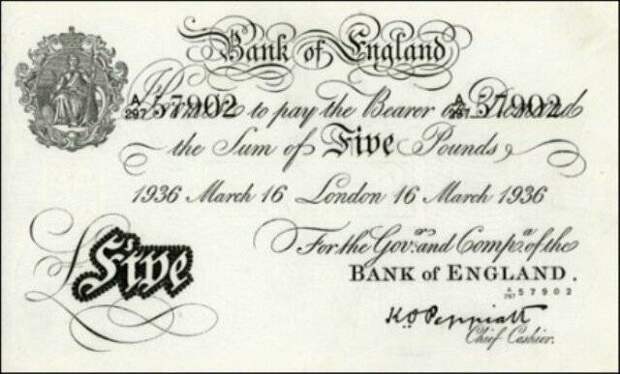 Bank of England
A/297 57902 to pay the Bearer on Demand A/297 57902
the Sum of Five Pounds
1936 March 16 London 16 March 1936
For the Govr. and Compa. of the
Five
BANK of ENGLAND.
A/297 57902
K.O. Peppiatt
Chief Cashier.